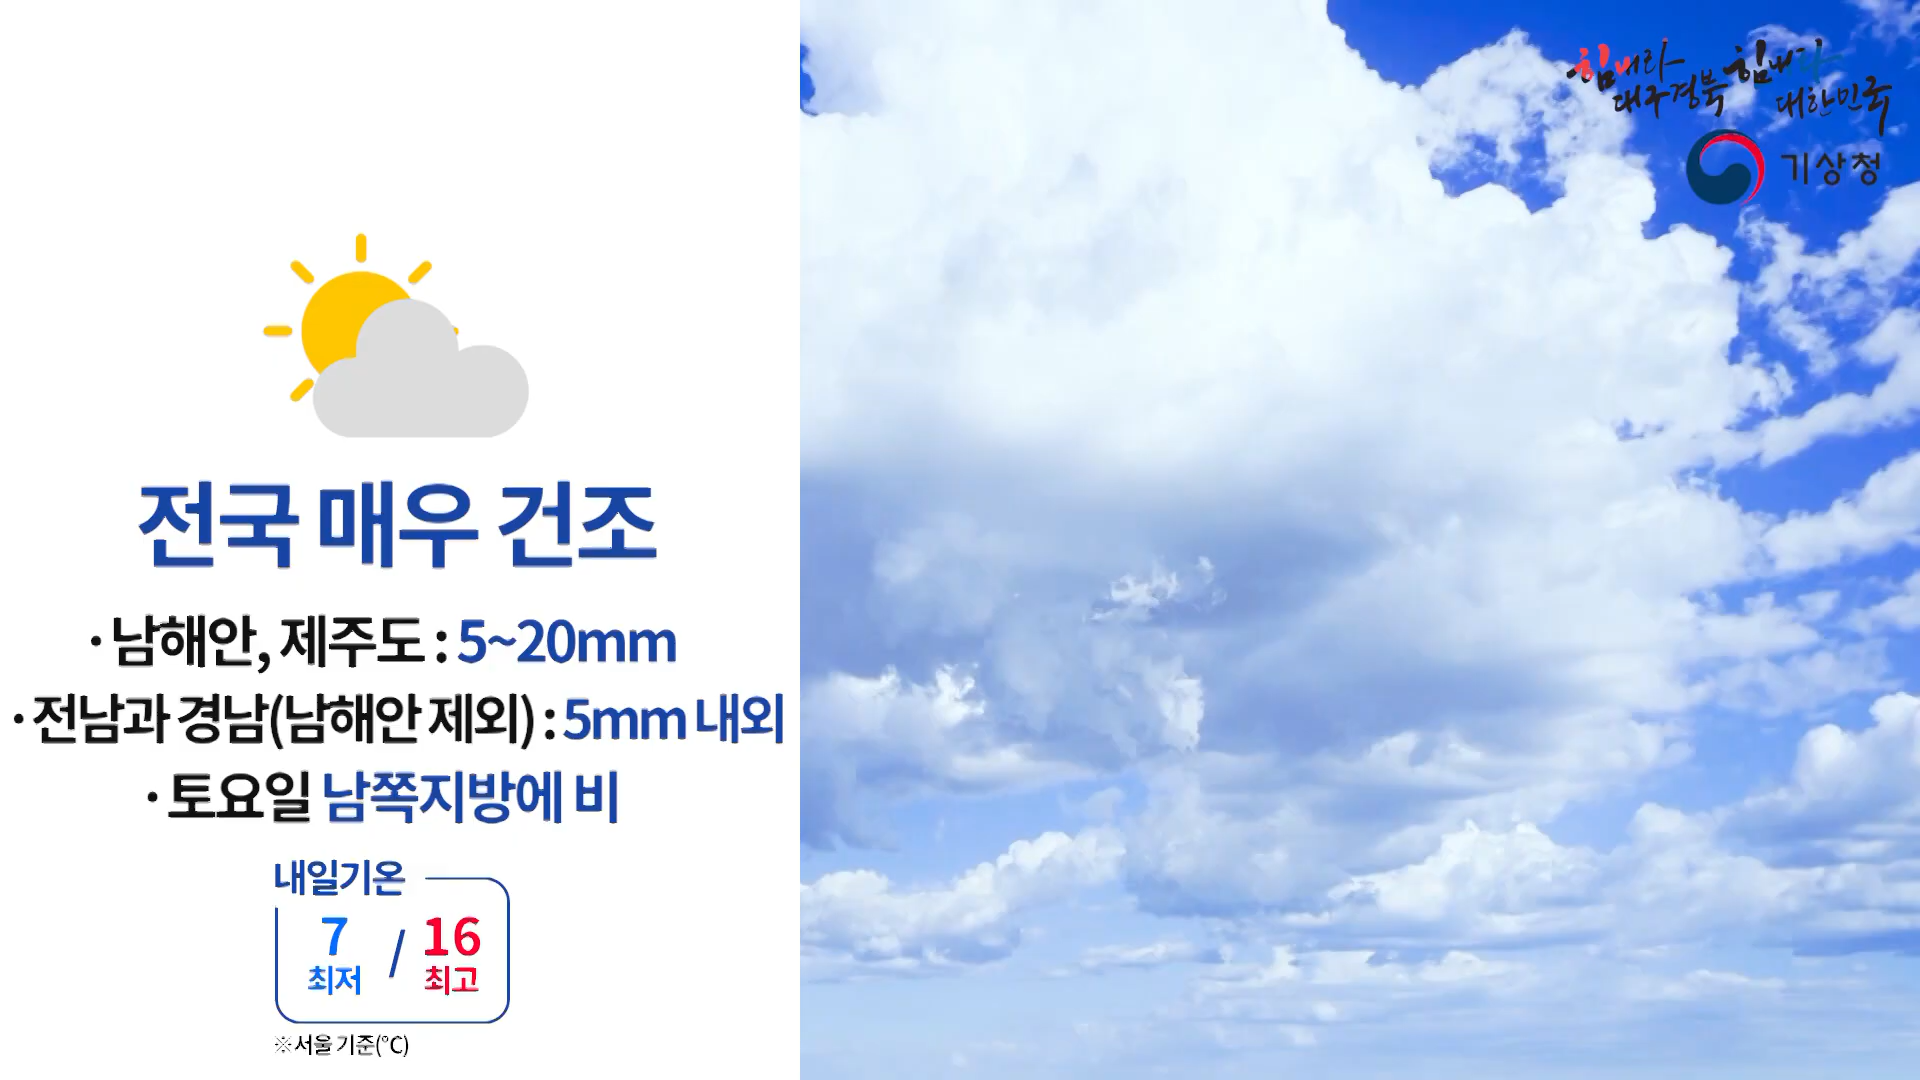 전국 매우 건조
· 남해안, 제주도 : 5~20mm
· 전남과 경남(남해안 제외) : 5mm 내외
· 토요일 남쪽지방에 비
내일기온
7 / 16
최저 최고
※서울 기준(°C)
힘내라 힘내다
대구경북 대한민국
기상청